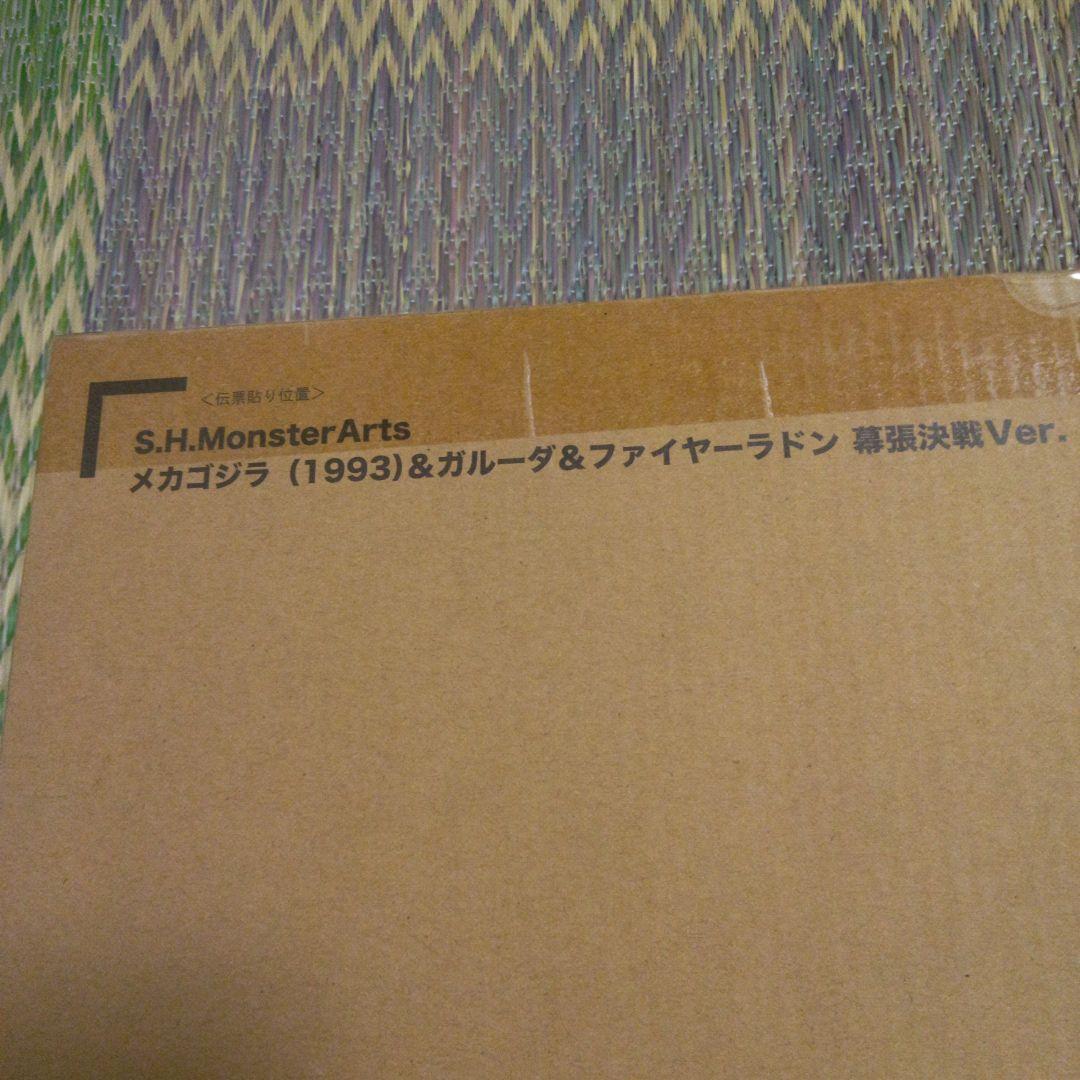 ＜伝票貼り位置＞
S.H.MonsterArts
メカゴジラ (1993)&ガルーダ&ファイヤーラドン 幕張決戦Ver.